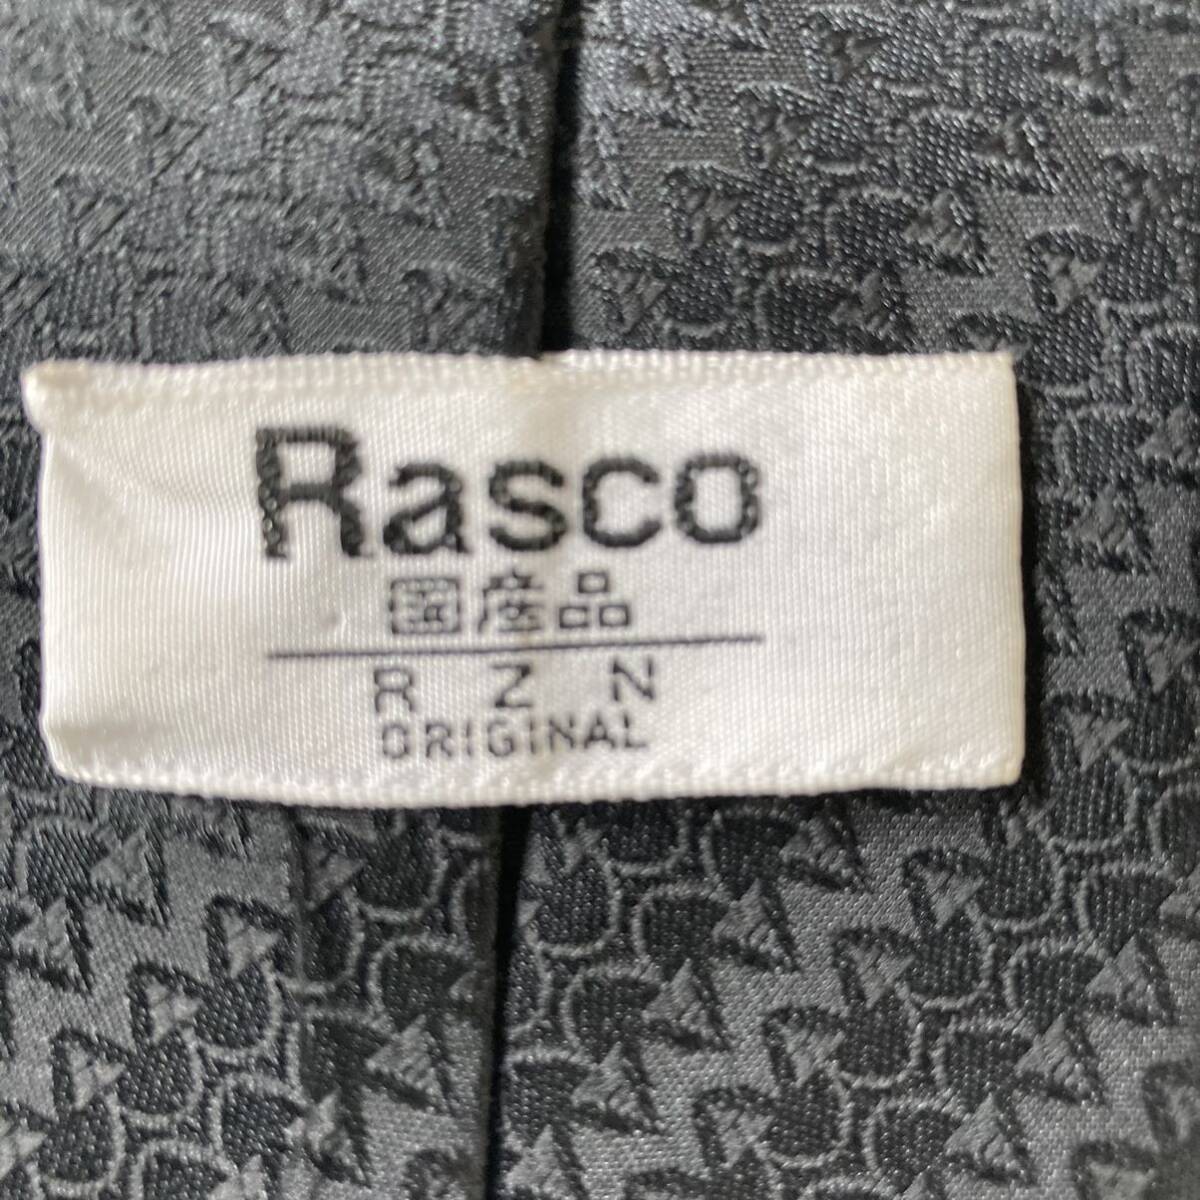 Rasco
国産品
R Z N
ORIGINAL